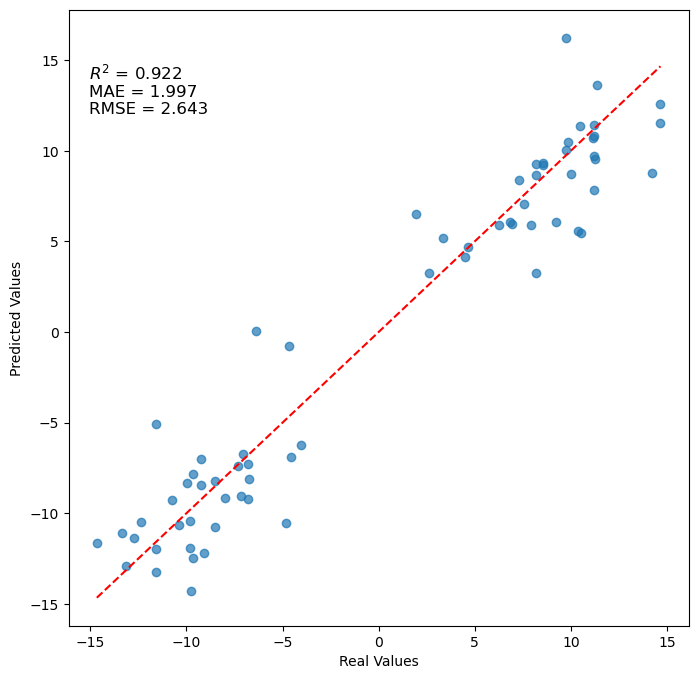 R² = 0.922
MAE = 1.997
RMSE = 2.643
15
10
5
0
−5
−10
−15
Predicted Values
−15 −10 −5 0 5 10 15
Real Values